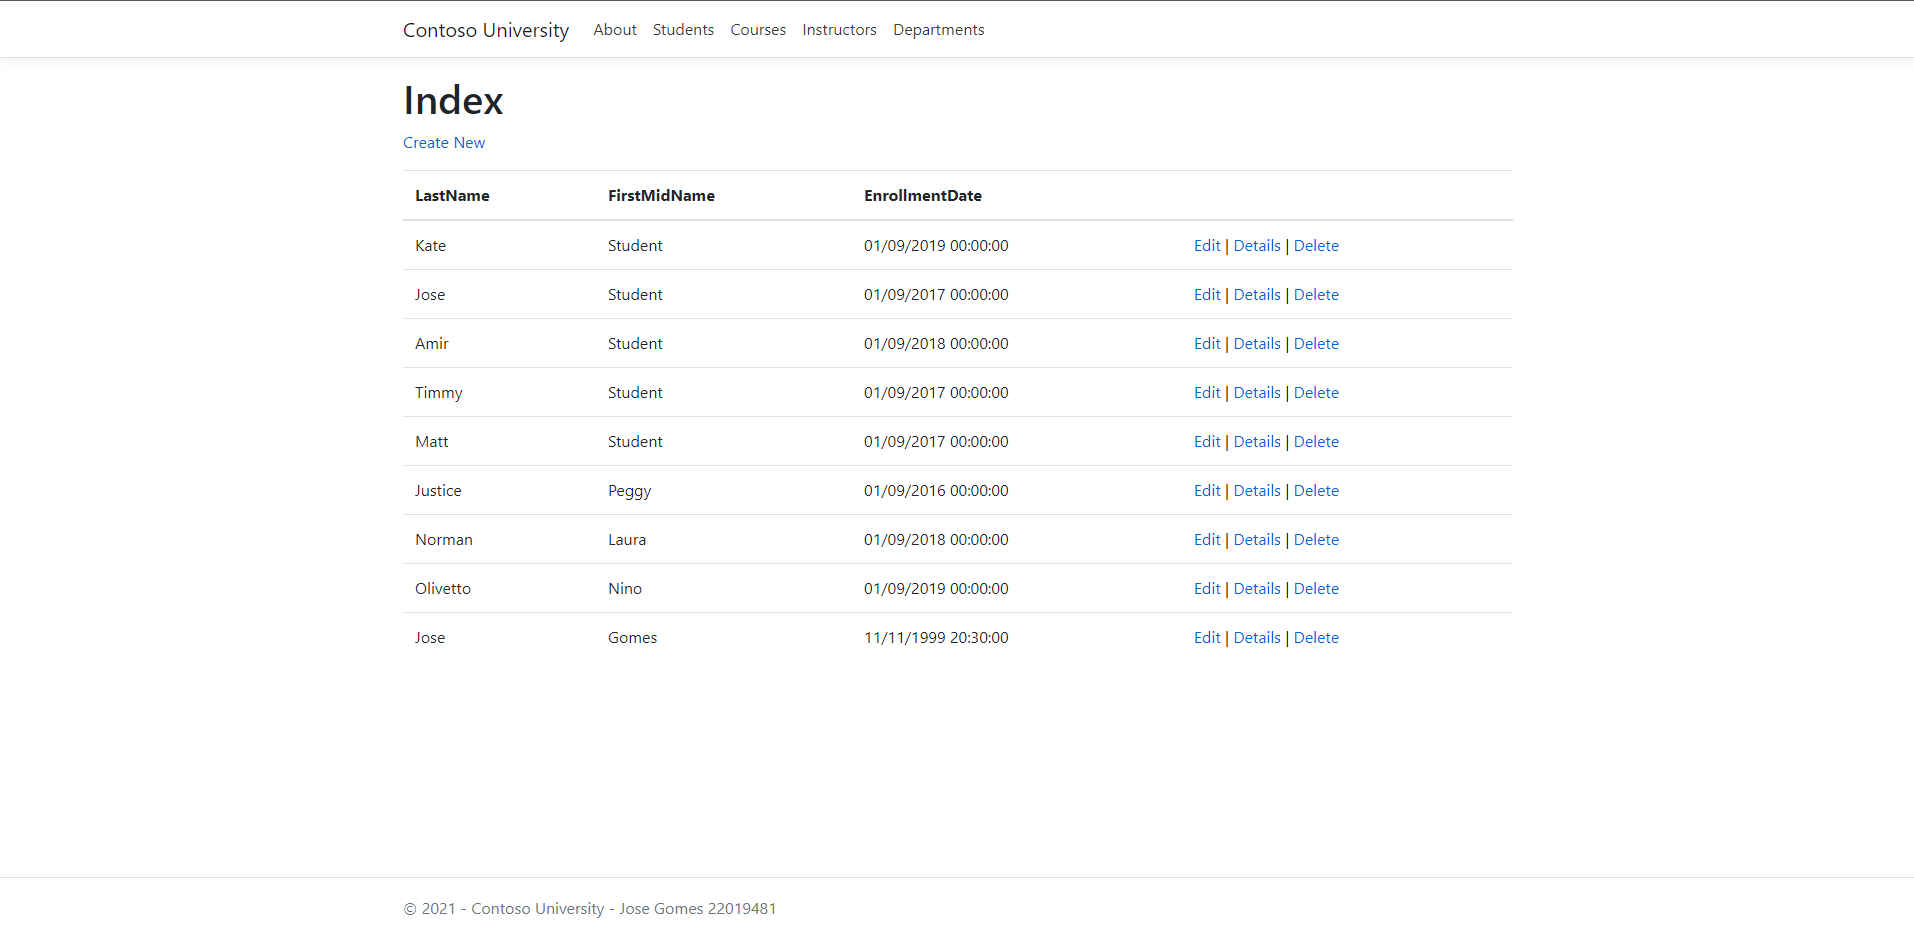 Contoso University About Students Courses Instructors Departments
Index
Create New
LastName FirstMidName EnrollmentDate
Kate Student 01/09/2019 00:00:00 Edit | Details | Delete
Jose Student 01/09/2017 00:00:00 Edit | Details | Delete
Amir Student 01/09/2018 00:00:00 Edit | Details | Delete
Timmy Student 01/09/2017 00:00:00 Edit | Details | Delete
Matt Student 01/09/2017 00:00:00 Edit | Details | Delete
Justice Peggy 01/09/2016 00:00:00 Edit | Details | Delete
Norman Laura 01/09/2018 00:00:00 Edit | Details | Delete
Olivetto Nino 01/09/2019 00:00:00 Edit | Details | Delete
Jose Gomes 11/11/1999 20:30:00 Edit | Details | Delete
© 2021 - Contoso University - Jose Gomes 22019481